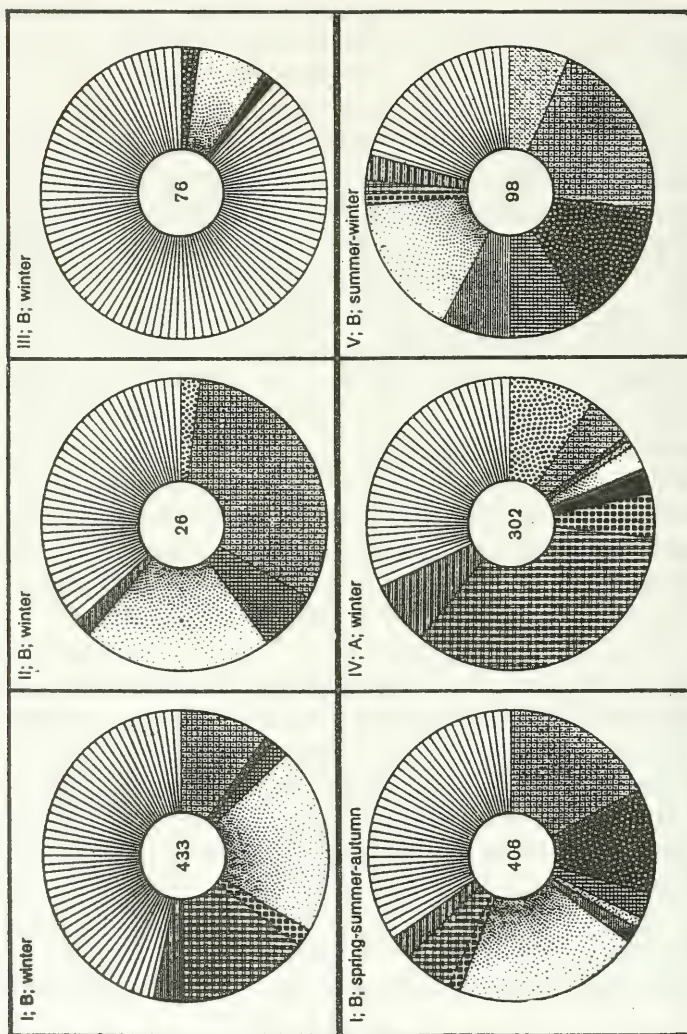 I; B; winter
433
II; B; winter
26
III; B; winter
76
I; B; spring-summer-autumn
406
IV; A; winter
302
V; B; summer-winter
98